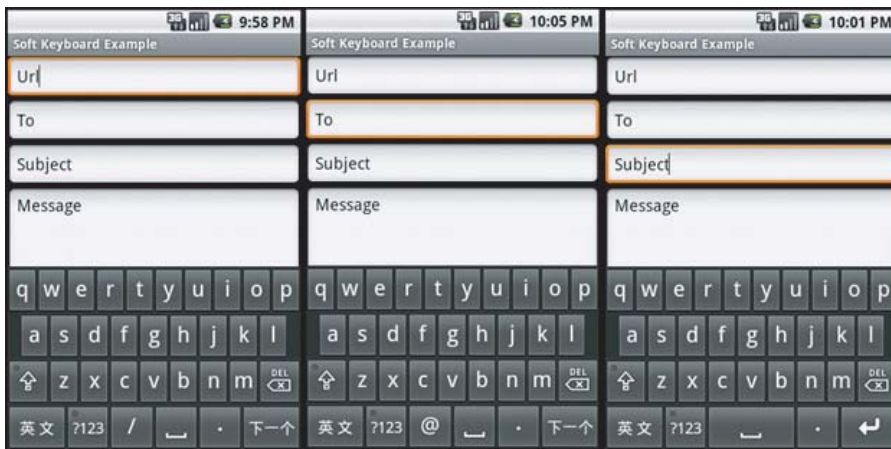 9:58 PM
Soft Keyboard Example
Url
To
Subject
Message
q w e r t y u i o p
a s d f g h j k l
z x c v b n m DEL
英文 ?123 / . 下一个
10:05 PM
Soft Keyboard Example
Url
To
Subject
Message
q w e r t y u i o p
a s d f g h j k l
z x c v b n m DEL
英文 ?123 @ . 下一个
10:01 PM
Soft Keyboard Example
Url
To
Subject
Message
q w e r t y u i o p
a s d f g h j k l
z x c v b n m DEL
英文 ?123 .